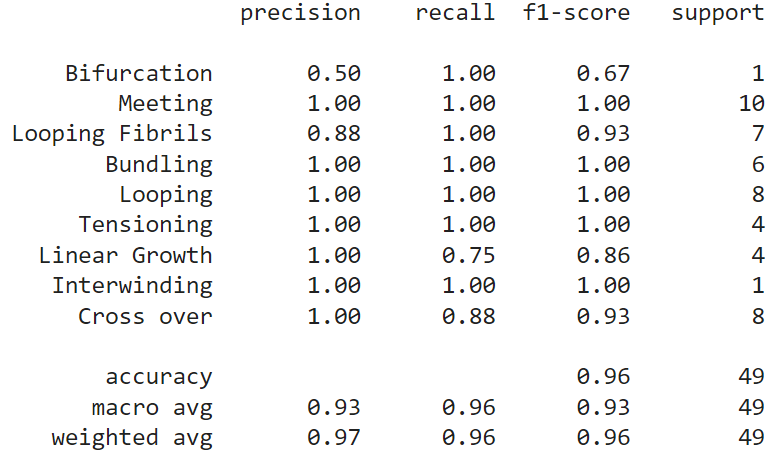 precision recall f1-score support
Bifurcation 0.50 1.00 0.67 1
Meeting 1.00 1.00 1.00 10
Looping Fibrils 0.88 1.00 0.93 7
Bundling 1.00 1.00 1.00 6
Looping 1.00 1.00 1.00 8
Tensioning 1.00 1.00 1.00 4
Linear Growth 1.00 0.75 0.86 4
Interwinding 1.00 1.00 1.00 1
Cross over 1.00 0.88 0.93 8
accuracy 0.96 49
macro avg 0.93 0.96 0.93 49
weighted avg 0.97 0.96 0.96 49